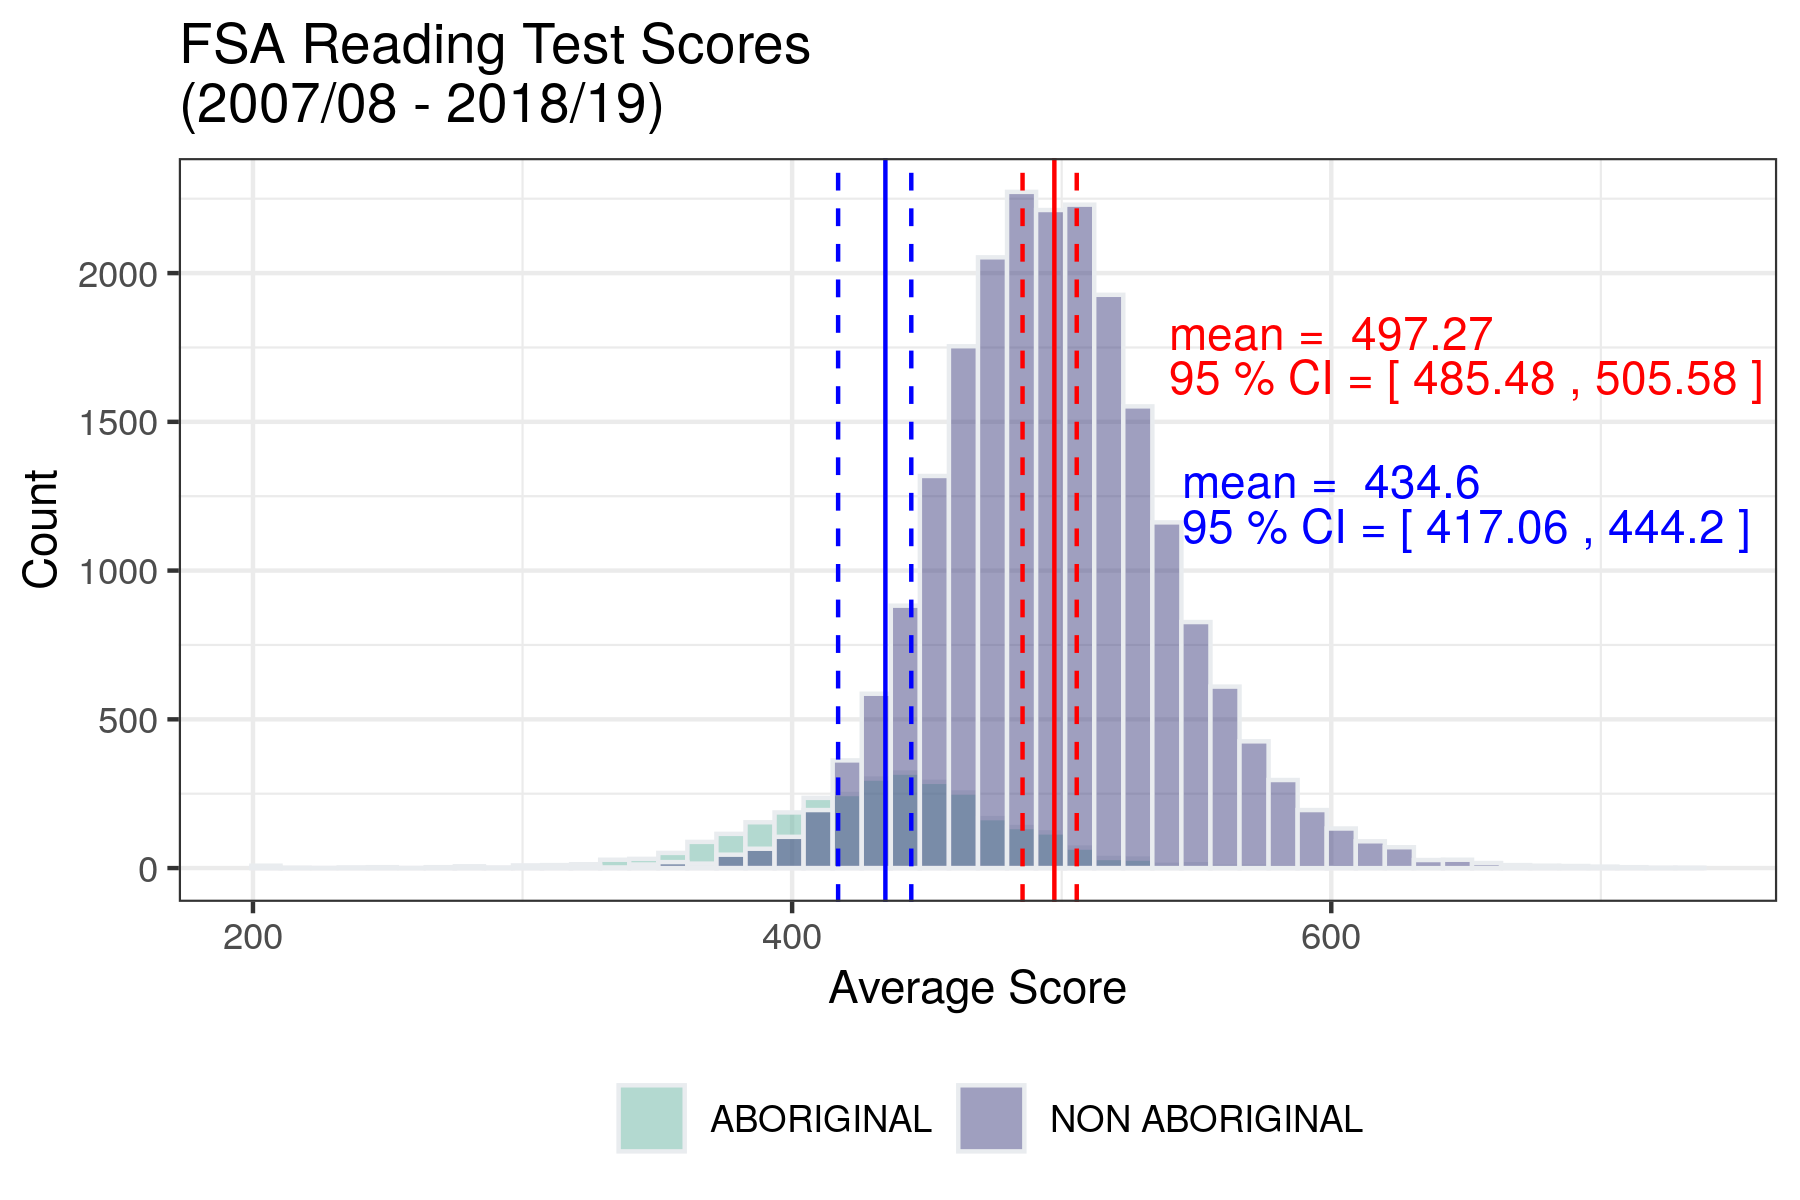 FSA Reading Test Scores
(2007/08 - 2018/19)
mean =  497.27
95 % CI = [ 485.48 , 505.58 ]
mean =  434.6
95 % CI = [ 417.06 , 444.2 ]
Count
2000
1500
1000
500
0
200 400 600
Average Score
ABORIGINAL NON ABORIGINAL